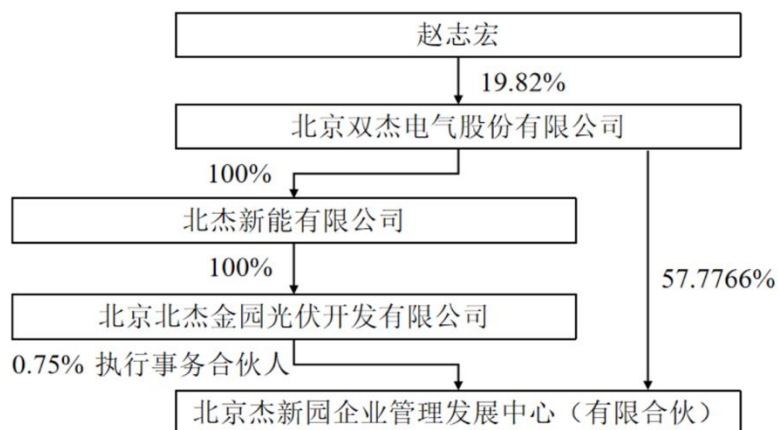 赵志宏
19.82%
北京双杰电气股份有限公司
100%
北杰新能有限公司
100%
57.7766%
北京北杰金园光伏开发有限公司
0.75% 执行事务合伙人
北京杰新园企业管理发展中心（有限合伙）